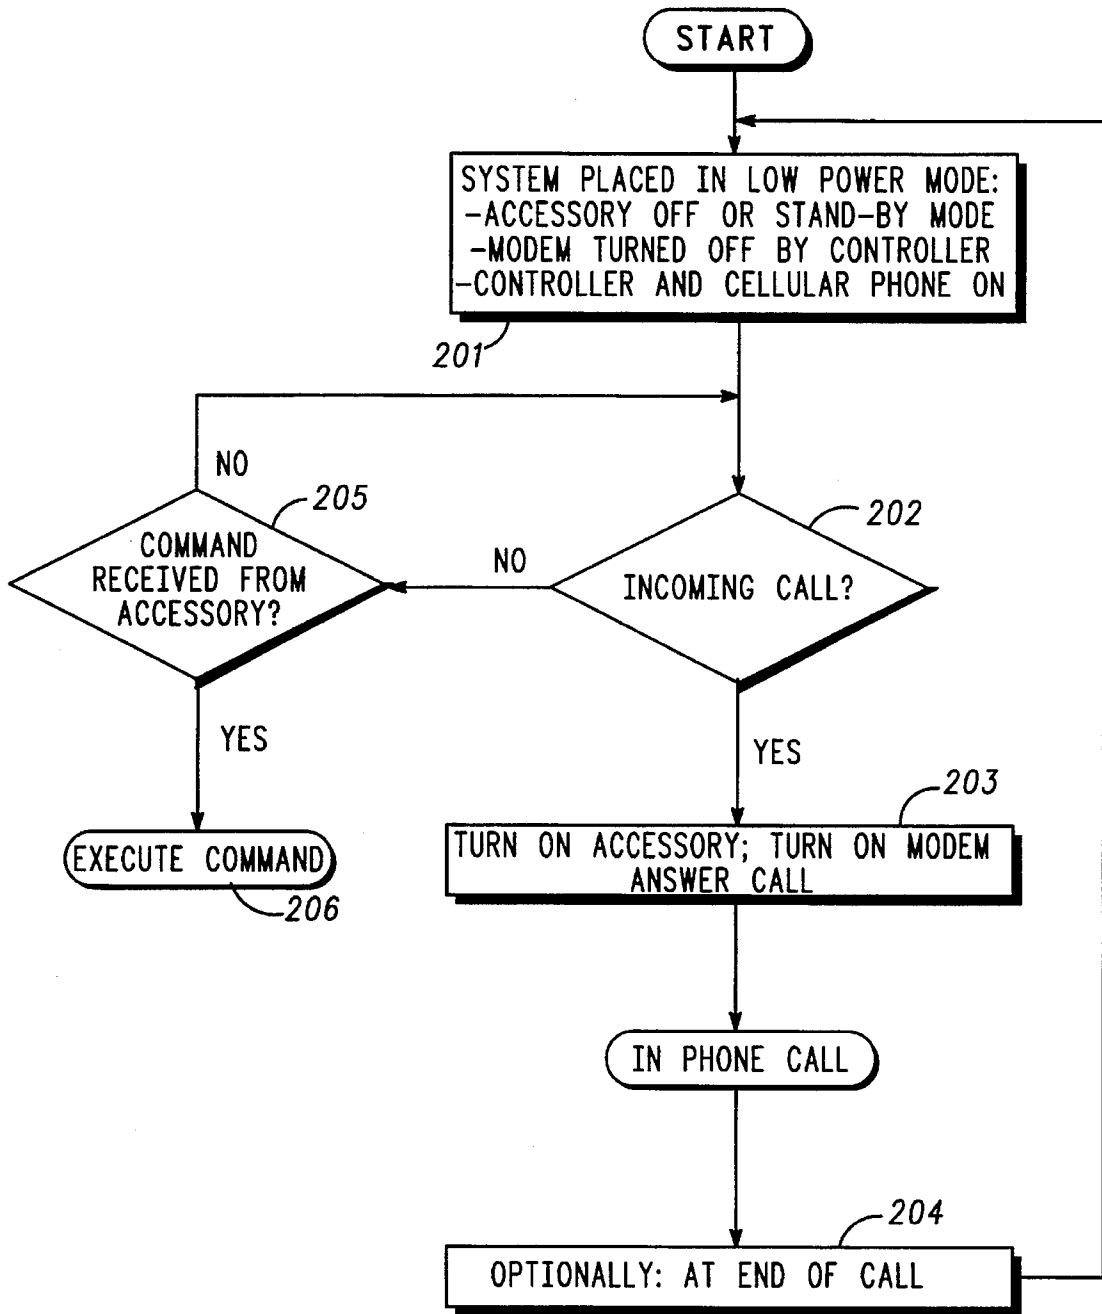 START
SYSTEM PLACED IN LOW POWER MODE:
-ACCESSORY OFF OR STAND-BY MODE
-MODEM TURNED OFF BY CONTROLLER
-CONTROLLER AND CELLULAR PHONE ON
201
NO
205
COMMAND
RECEIVED FROM
ACCESSORY?
NO
202
INCOMING CALL?
YES
YES
203
TURN ON ACCESSORY; TURN ON MODEM
ANSWER CALL
EXECUTE COMMAND
206
IN PHONE CALL
204
OPTIONALLY: AT END OF CALL